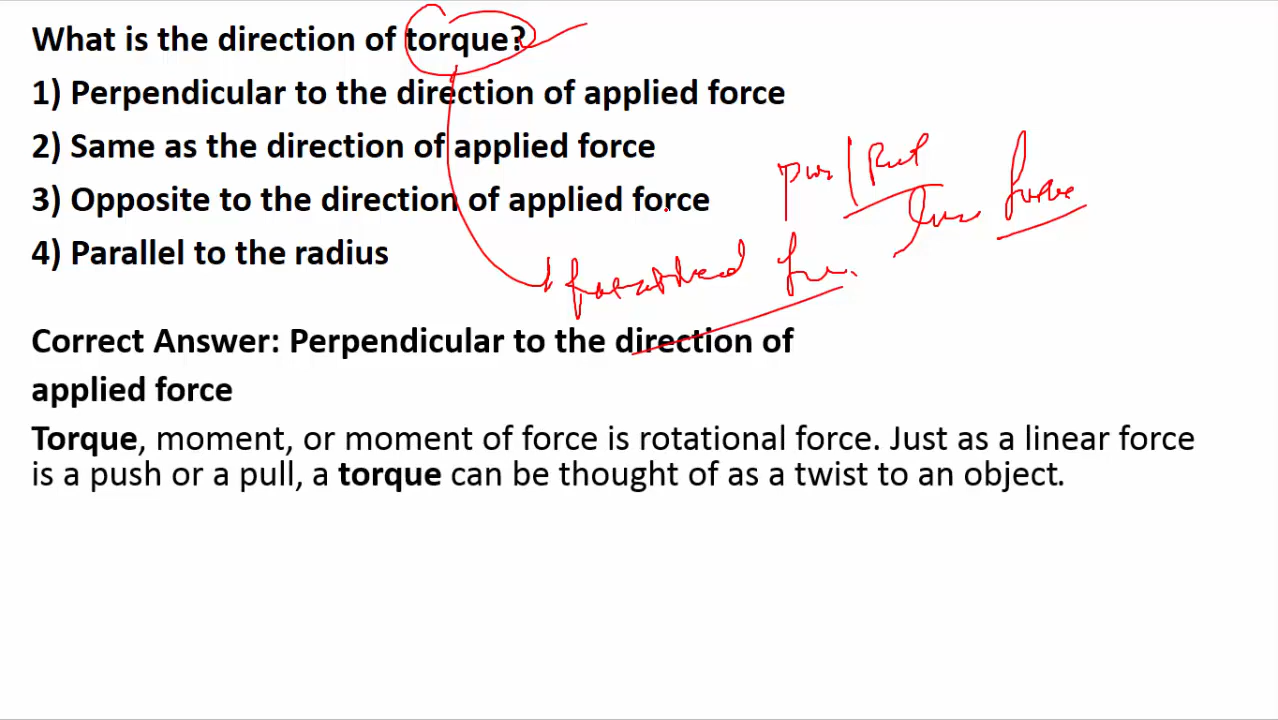 What is the direction of torque?
1) Perpendicular to the direction of applied force
2) Same as the direction of applied force
3) Opposite to the direction of applied force
4) Parallel to the radius
force
Correct Answer: Perpendicular to the direction of
applied force
Torque, moment, or moment of force is rotational force. Just as a linear force
is a push or a pull, a torque can be thought of as a twist to an object.